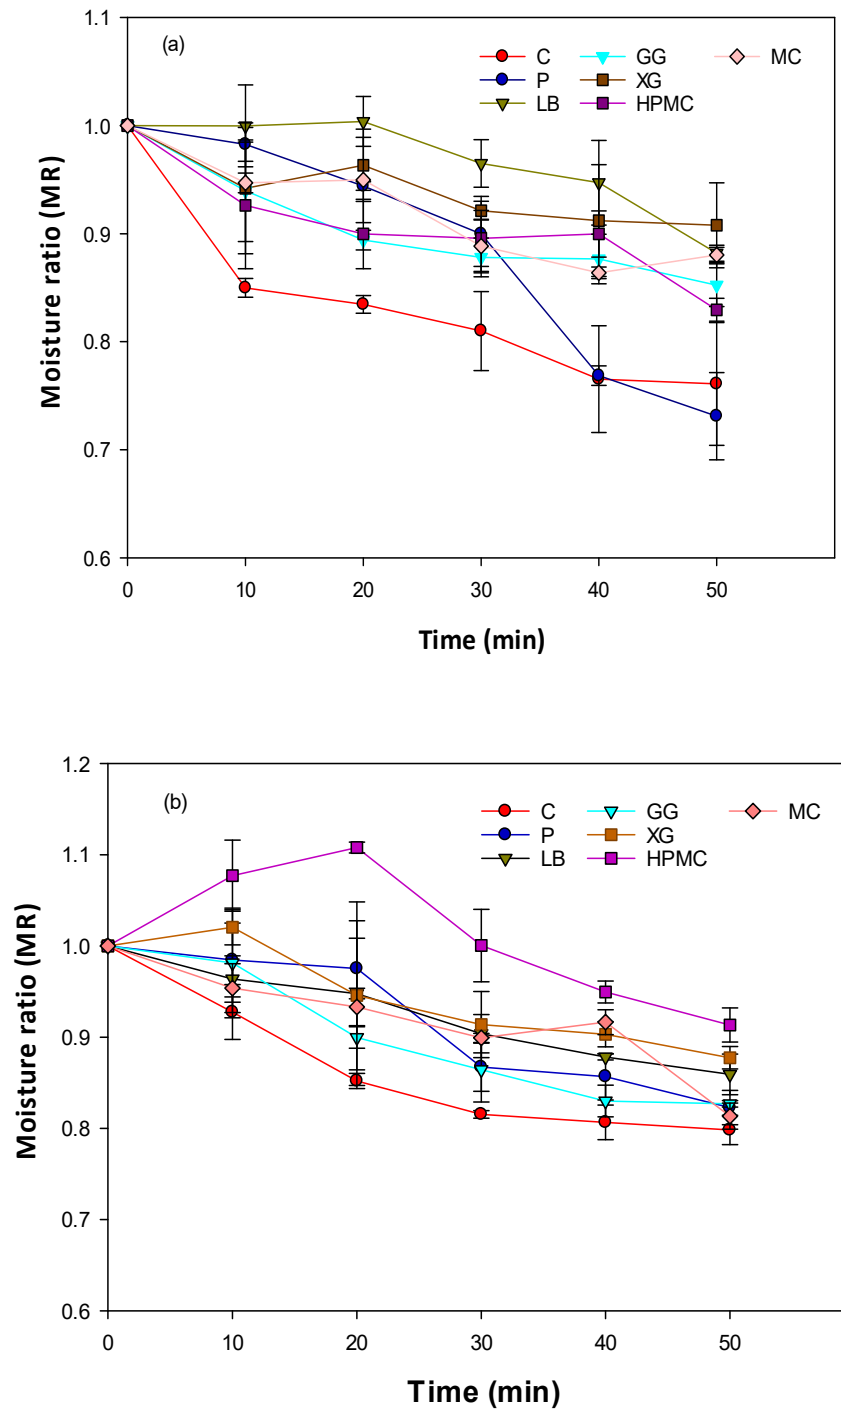 1.1
(a)
C GG MC
P XG
LB HPMC
1.0
0.9
0.8
0.7
0.6
Moisture ratio (MR)
0 10 20 30 40 50
Time (min)
1.2
(b)
C GG MC
P XG
LB HPMC
1.1
1.0
0.9
0.8
0.7
0.6
Moisture ratio (MR)
0 10 20 30 40 50
Time (min)